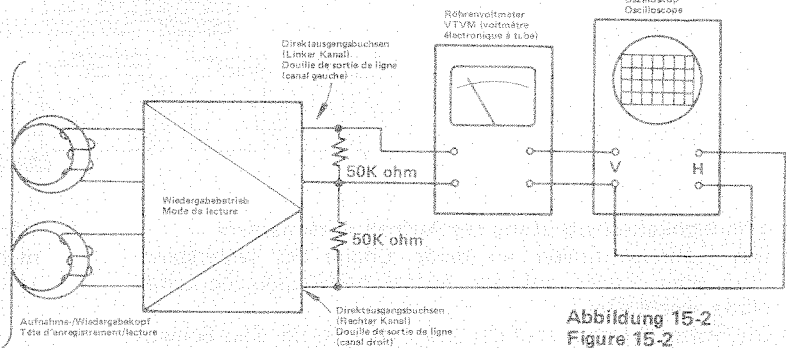 Oszilloskop
Oscilloscope
Röhrenvoltmeter
VTVM (voltmètre
électronique à tube)
Direktausgangsbuchsen
(Linker Kanal)
Douille de sortie de ligne
(canal gauche)
50K ohm
V
H
Wiedergabebetrieb
Mode de lecture
50K ohm
Aufnahme-/Wiedergabekopf
Tête d'enregistrement/lecture
Direktausgangsbuchsen
(Rechter Kanal)
Douille de sortie de ligne
(canal droit)
Abbildung 15-2
Figure 15-2